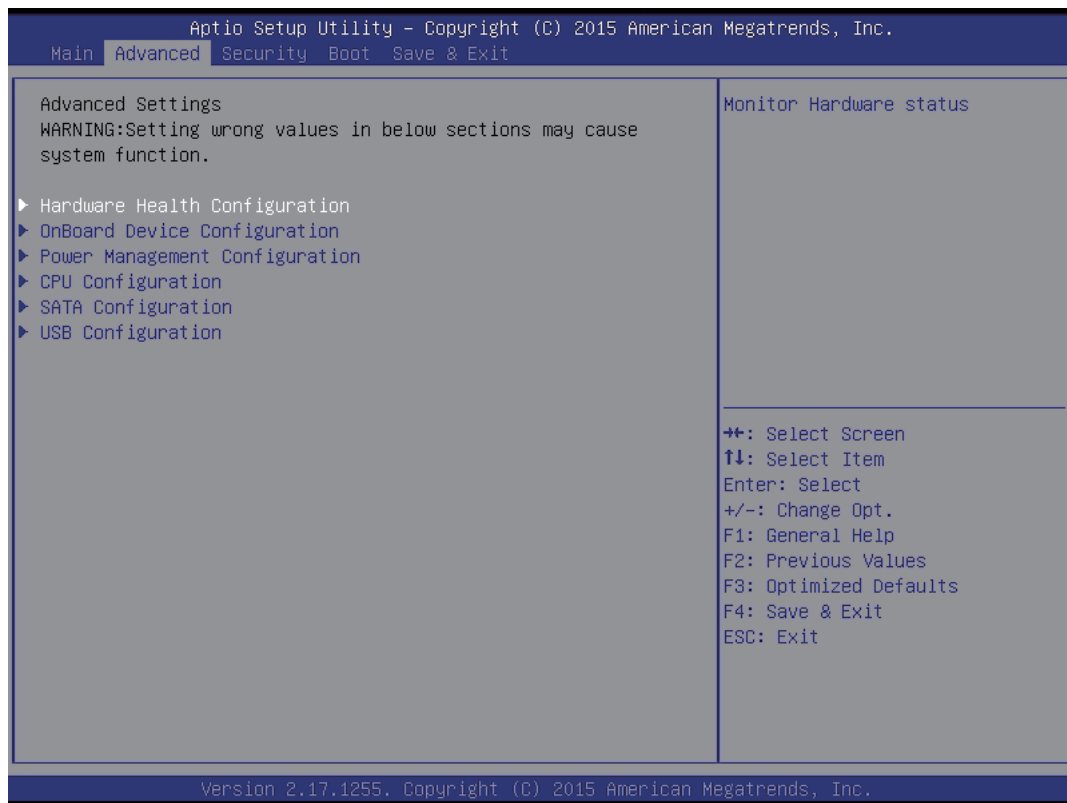 Aptio Setup Utility – Copyright (C) 2015 American Megatrends, Inc.
Main Advanced Security Boot Save & Exit
Advanced Settings
WARNING:Setting wrong values in below sections may cause
system function.
▶ Hardware Health Configuration
▶ OnBoard Device Configuration
▶ Power Management Configuration
▶ CPU Configuration
▶ SATA Configuration
▶ USB Configuration
Monitor Hardware status
→←: Select Screen
↑↓: Select Item
Enter: Select
+/-: Change Opt.
F1: General Help
F2: Previous Values
F3: Optimized Defaults
F4: Save & Exit
ESC: Exit
Version 2.17.1255. Copyright (C) 2015 American Megatrends, Inc.